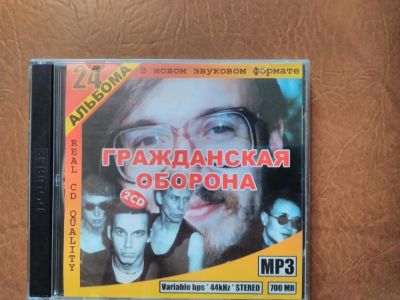 24
АЛЬБОМА
В НОВОМ ЗВУКОВОМ ФОРМАТЕ
REAL CD QUALITY
ГРАЖДАНСКАЯ
ОБОРОНА
2CD
MP3
Variable bps * 44kHz * STEREO
700 MB